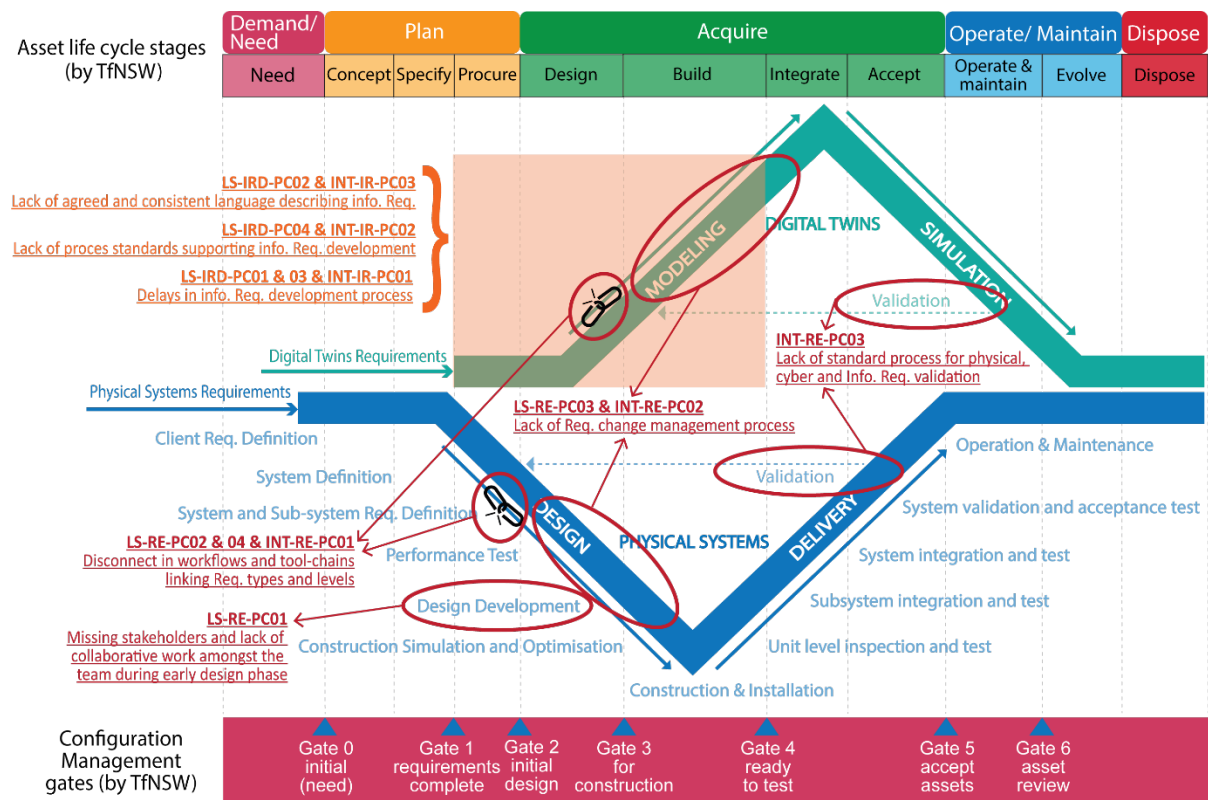 Asset life cycle stages
(by TfNSW)
Demand/
Need
Plan
Acquire
Operate/ Maintain
Dispose
Need
Concept
Specify
Procure
Design
Build
Integrate
Accept
Operate &
maintain
Evolve
Dispose
LS-IRD-PC02 & INT-IR-PC03
Lack of agreed and consistent language describing info. Req.
LS-IRD-PC04 & INT-IR-PC02
Lack of proces standards supporting info. Req. development
LS-IRD-PC01 & 03 & INT-IR-PC01
Delays in info. Req. development process
MODELING
DIGITAL TWINS
SIMULATION
Validation
INT-RE-PC03
Lack of standard process for physical,
cyber and Info. Req. validation
Digital Twins Requirements
Physical Systems Requirements
LS-RE-PC03 & INT-RE-PC02
Lack of Req. change management process
Client Req. Definition
System Definition
System and Sub-system Req. Definition
Performance Test
Design Development
Construction Simulation and Optimisation
Construction & Installation
DESIGN
PHYSICAL SYSTEMS
DELIVERY
Validation
Operation & Maintenance
System validation and acceptance test
System integration and test
Subsystem integration and test
Unit level inspection and test
LS-RE-PC02 & 04 & INT-RE-PC01
Disconnect in workflows and tool-chains
linking Req. types and levels
LS-RE-PC01
Missing stakeholders and lack of
collaborative work amongst the
team during early design phase
Configuration
Management
gates (by TfNSW)
Gate 0
initial
(need)
Gate 1
requirements
complete
Gate 2
initial
design
Gate 3
for
construction
Gate 4
ready
to test
Gate 5
accept
assets
Gate 6
asset
review